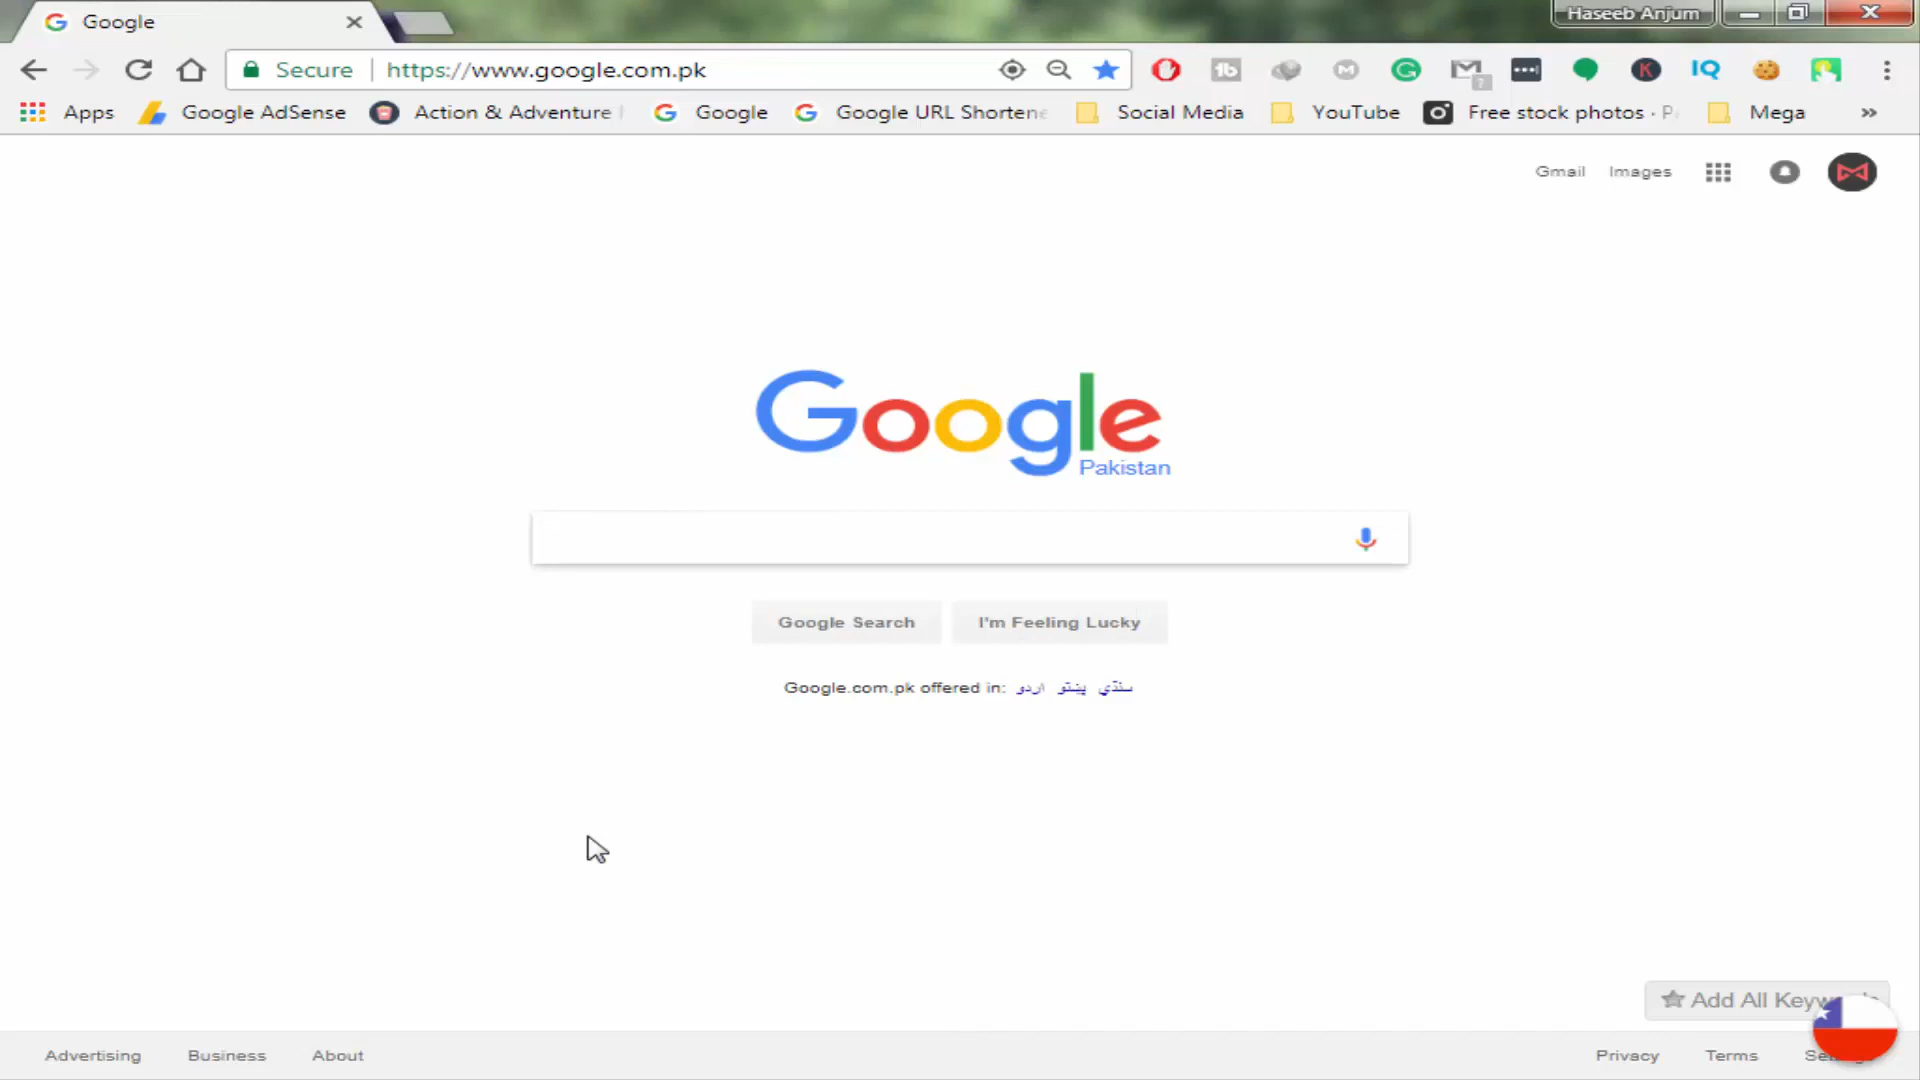 Google
Haseeb Anjum
Secure
https://www.google.com.pk
Apps
Google AdSense
Action & Adventure
Google
Google URL Shortene
Social Media
YouTube
Free stock photos ·
Mega
Gmail
Images
Google
Pakistan
Google Search
I'm Feeling Lucky
Google.com.pk offered in: اردو پښتو سنڌي
Add All
Advertising
Business
About
Privacy
Terms